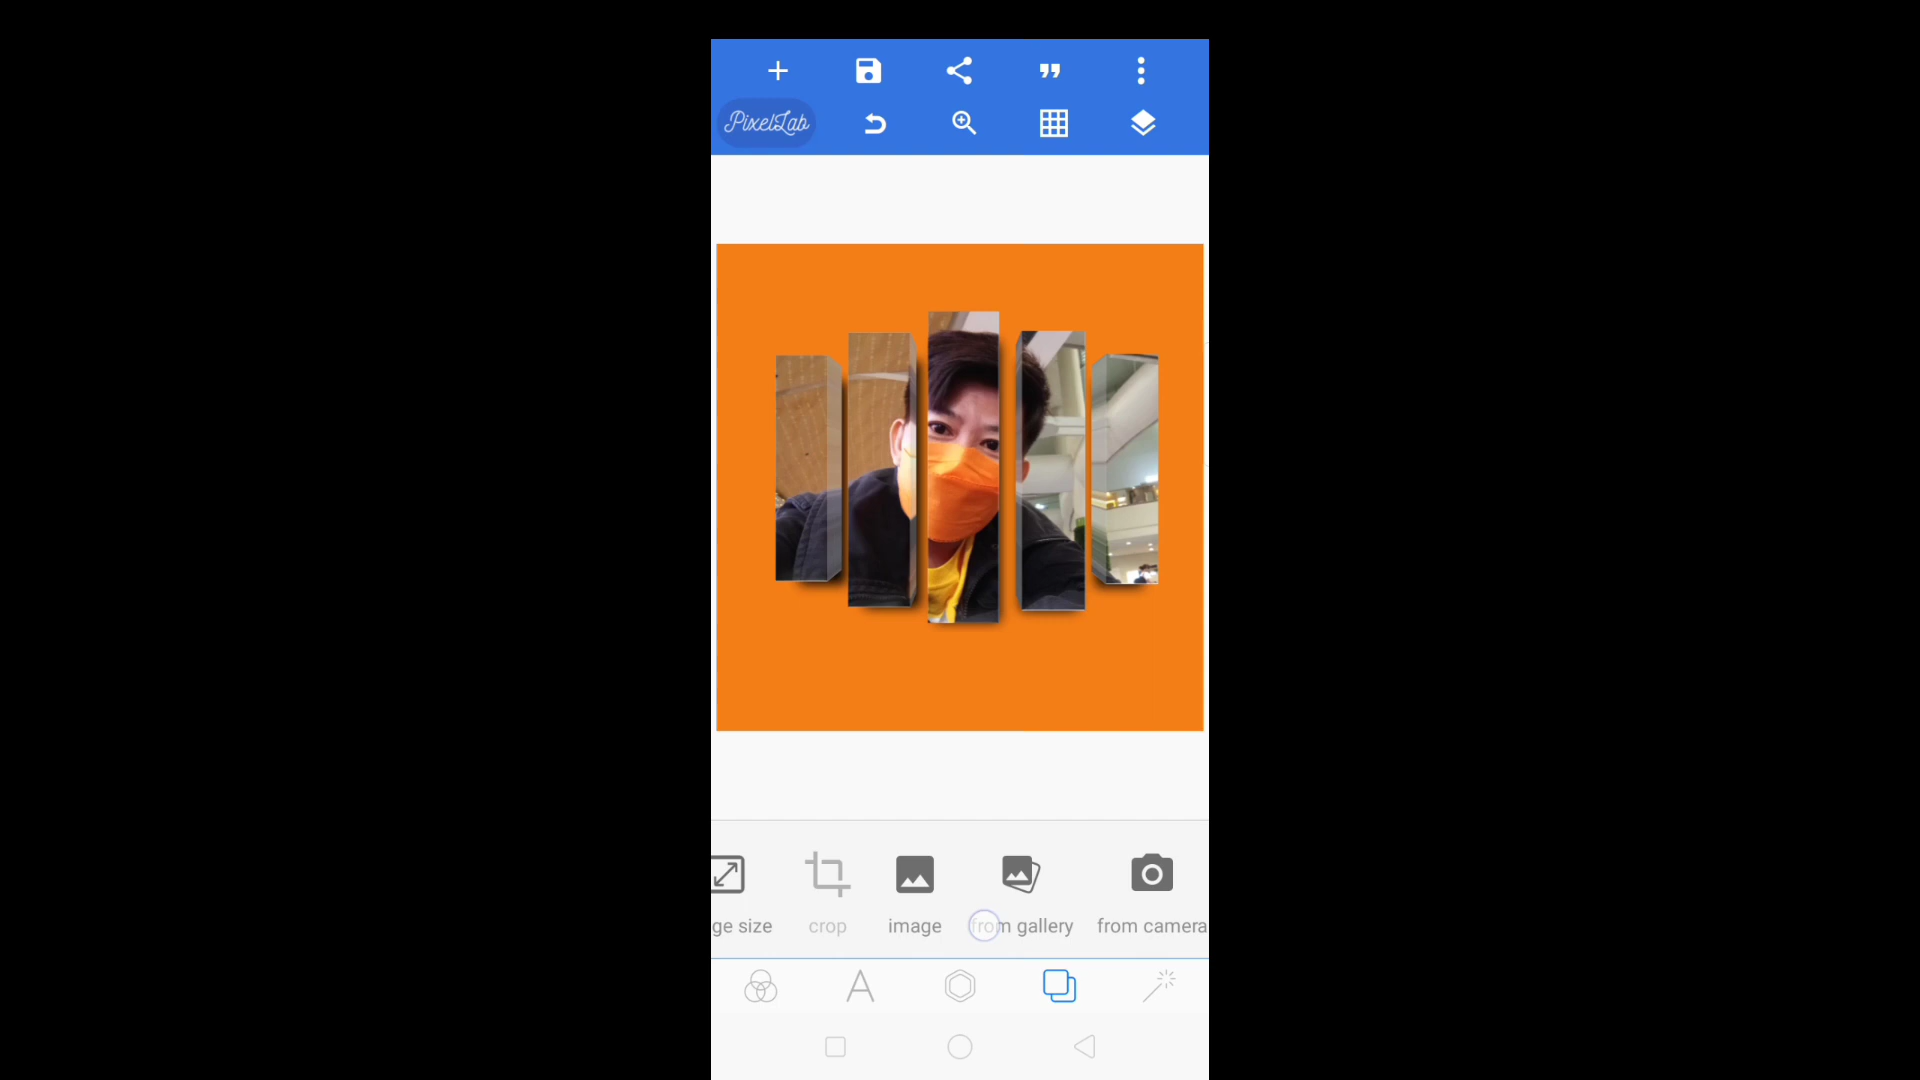 PixelLab
ge size
crop
image
from gallery
from camera